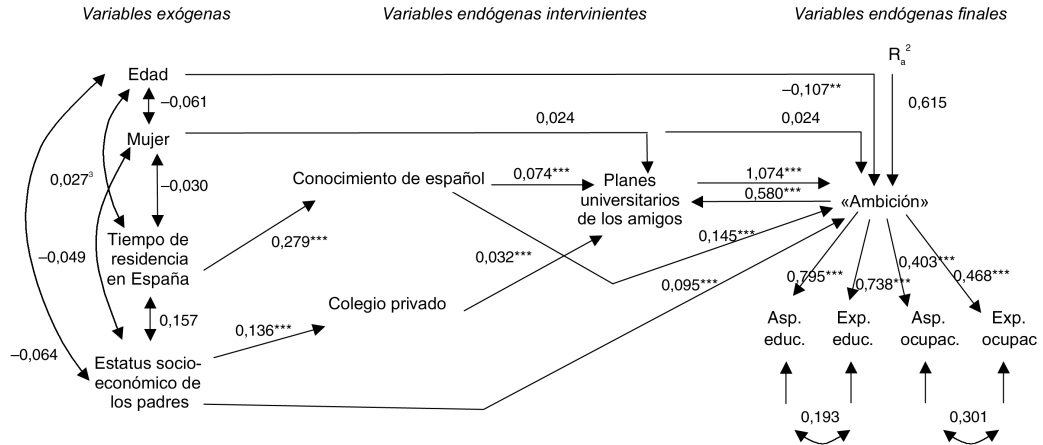 Variables exógenas
Variables endógenas intervinientes
Variables endógenas finales
R_a²
Edad
–0,107**
–0,061
0,615
Mujer
0,024
0,024
0,027³
–0,030
Conocimiento de español
0,074***
Planes
universitarios
de los amigos
1,074***
0,580***
«Ambición»
Tiempo de
residencia
en España
0,279***
0,145***
–0,049
0,032***
0,095***
0,795***
0,738***
0,403***
0,468***
Colegio privado
0,157
0,136***
Asp.
educ.
Exp.
educ.
Asp.
ocupac.
Exp.
ocupac.
–0,064
Estatus socio-
económico de
los padres
0,193
0,301